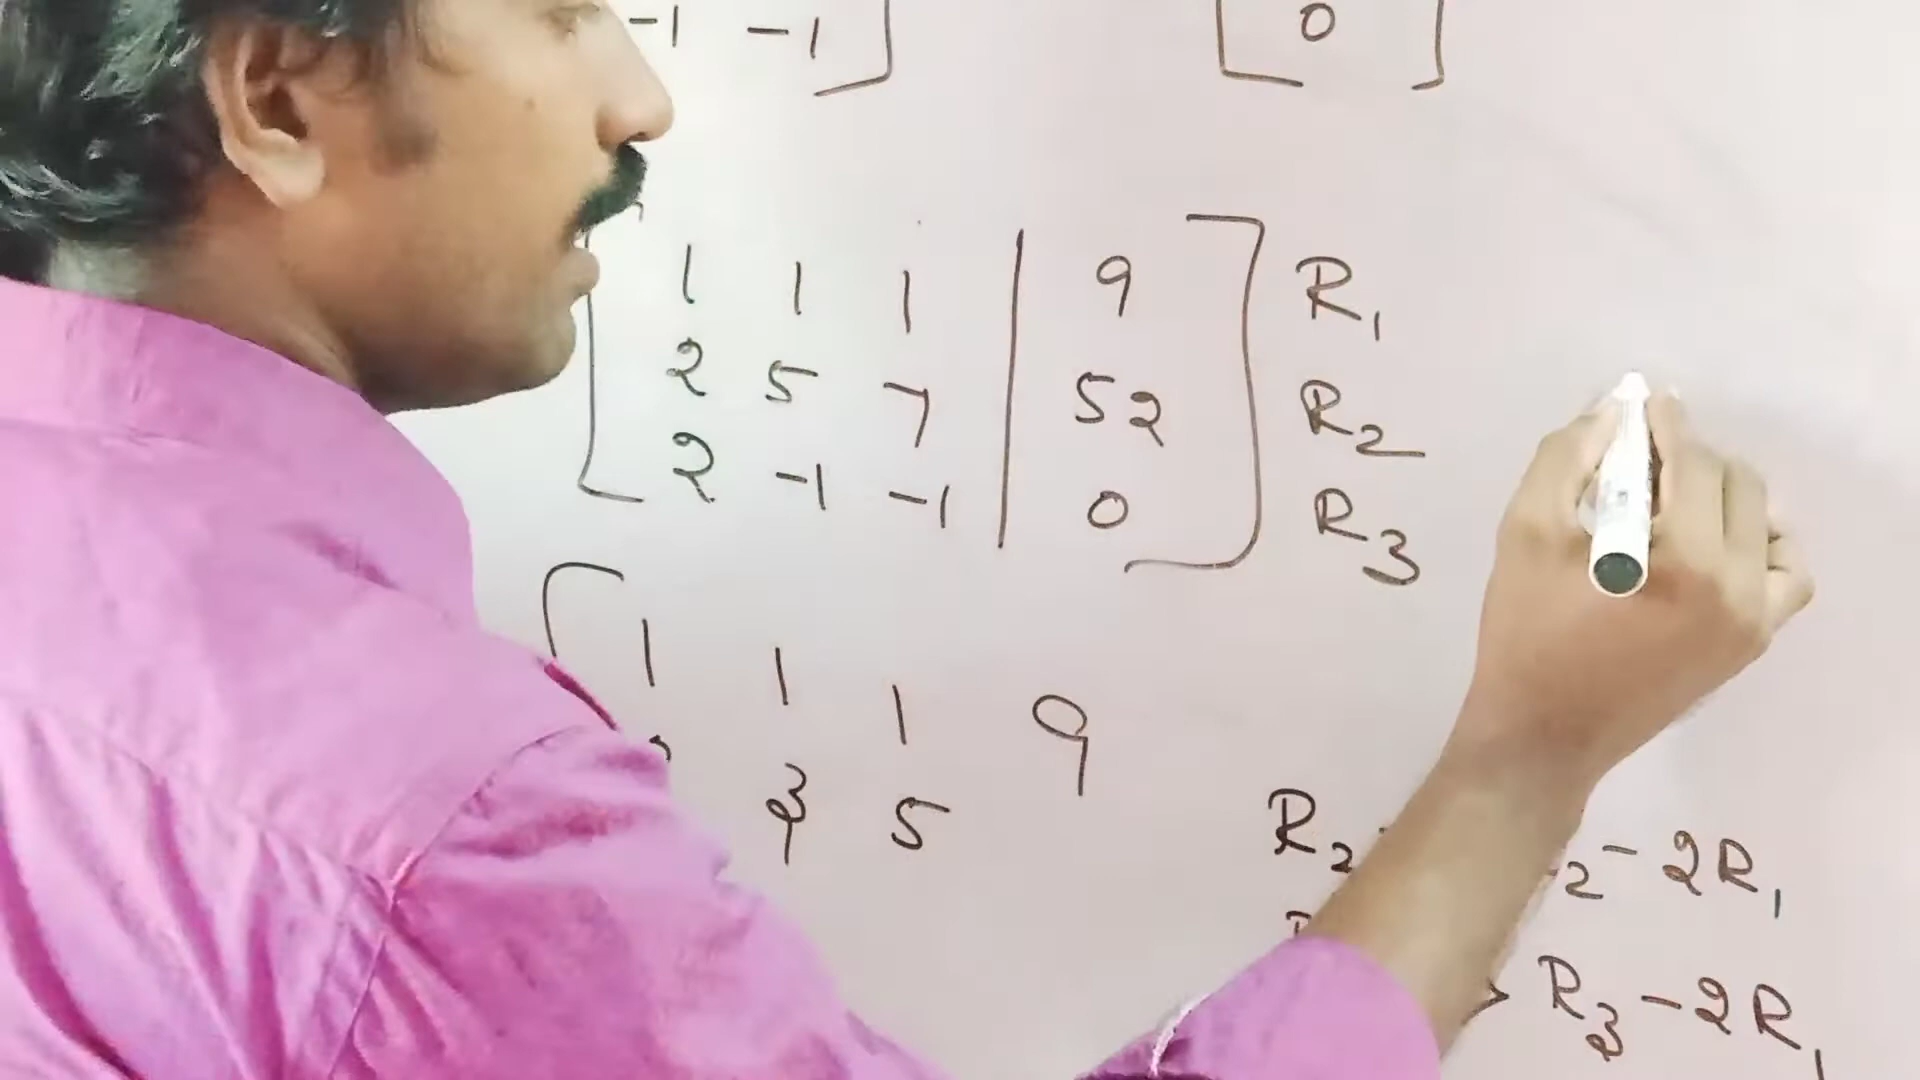 -1 -1 ] [ 0 ]
[ 1 1 1 | 9 ] R1
2 5 7 | 52 R2
2 -1 -1 | 0 R3
[ 1 1 1 9
3 5 R2 2 - 2R1
→ R3 - 2R1